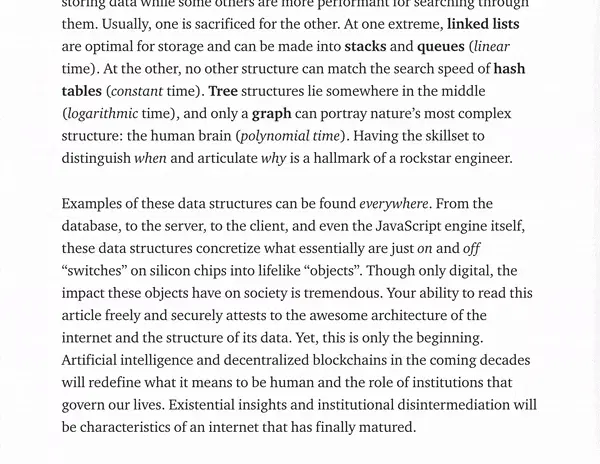 storing data while some others are more performant for searching through
them. Usually, one is sacrificed for the other. At one extreme, linked lists
are optimal for storage and can be made into stacks and queues (linear
time). At the other, no other structure can match the search speed of hash
tables (constant time). Tree structures lie somewhere in the middle
(logarithmic time), and only a graph can portray nature’s most complex
structure: the human brain (polynomial time). Having the skillset to
distinguish when and articulate why is a hallmark of a rockstar engineer.
Examples of these data structures can be found everywhere. From the
database, to the server, to the client, and even the JavaScript engine itself,
these data structures concretize what essentially are just on and off
“switches” on silicon chips into lifelike “objects”. Though only digital, the
impact these objects have on society is tremendous. Your ability to read this
article freely and securely attests to the awesome architecture of the
internet and the structure of its data. Yet, this is only the beginning.
Artificial intelligence and decentralized blockchains in the coming decades
will redefine what it means to be human and the role of institutions that
govern our lives. Existential insights and institutional disintermediation will
be characteristics of an internet that has finally matured.